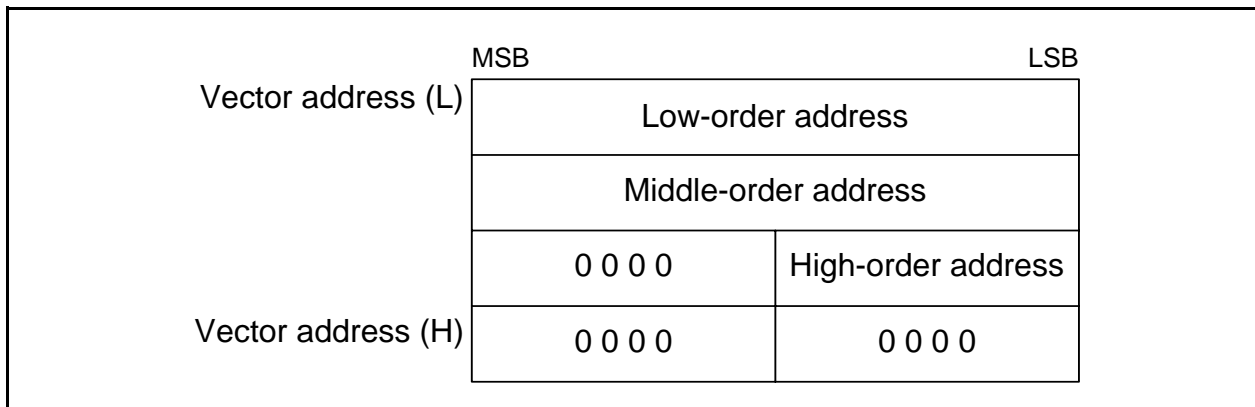 MSB LSB
Vector address (L) Low-order address
Middle-order address
0 0 0 0 High-order address
Vector address (H) 0 0 0 0 0 0 0 0